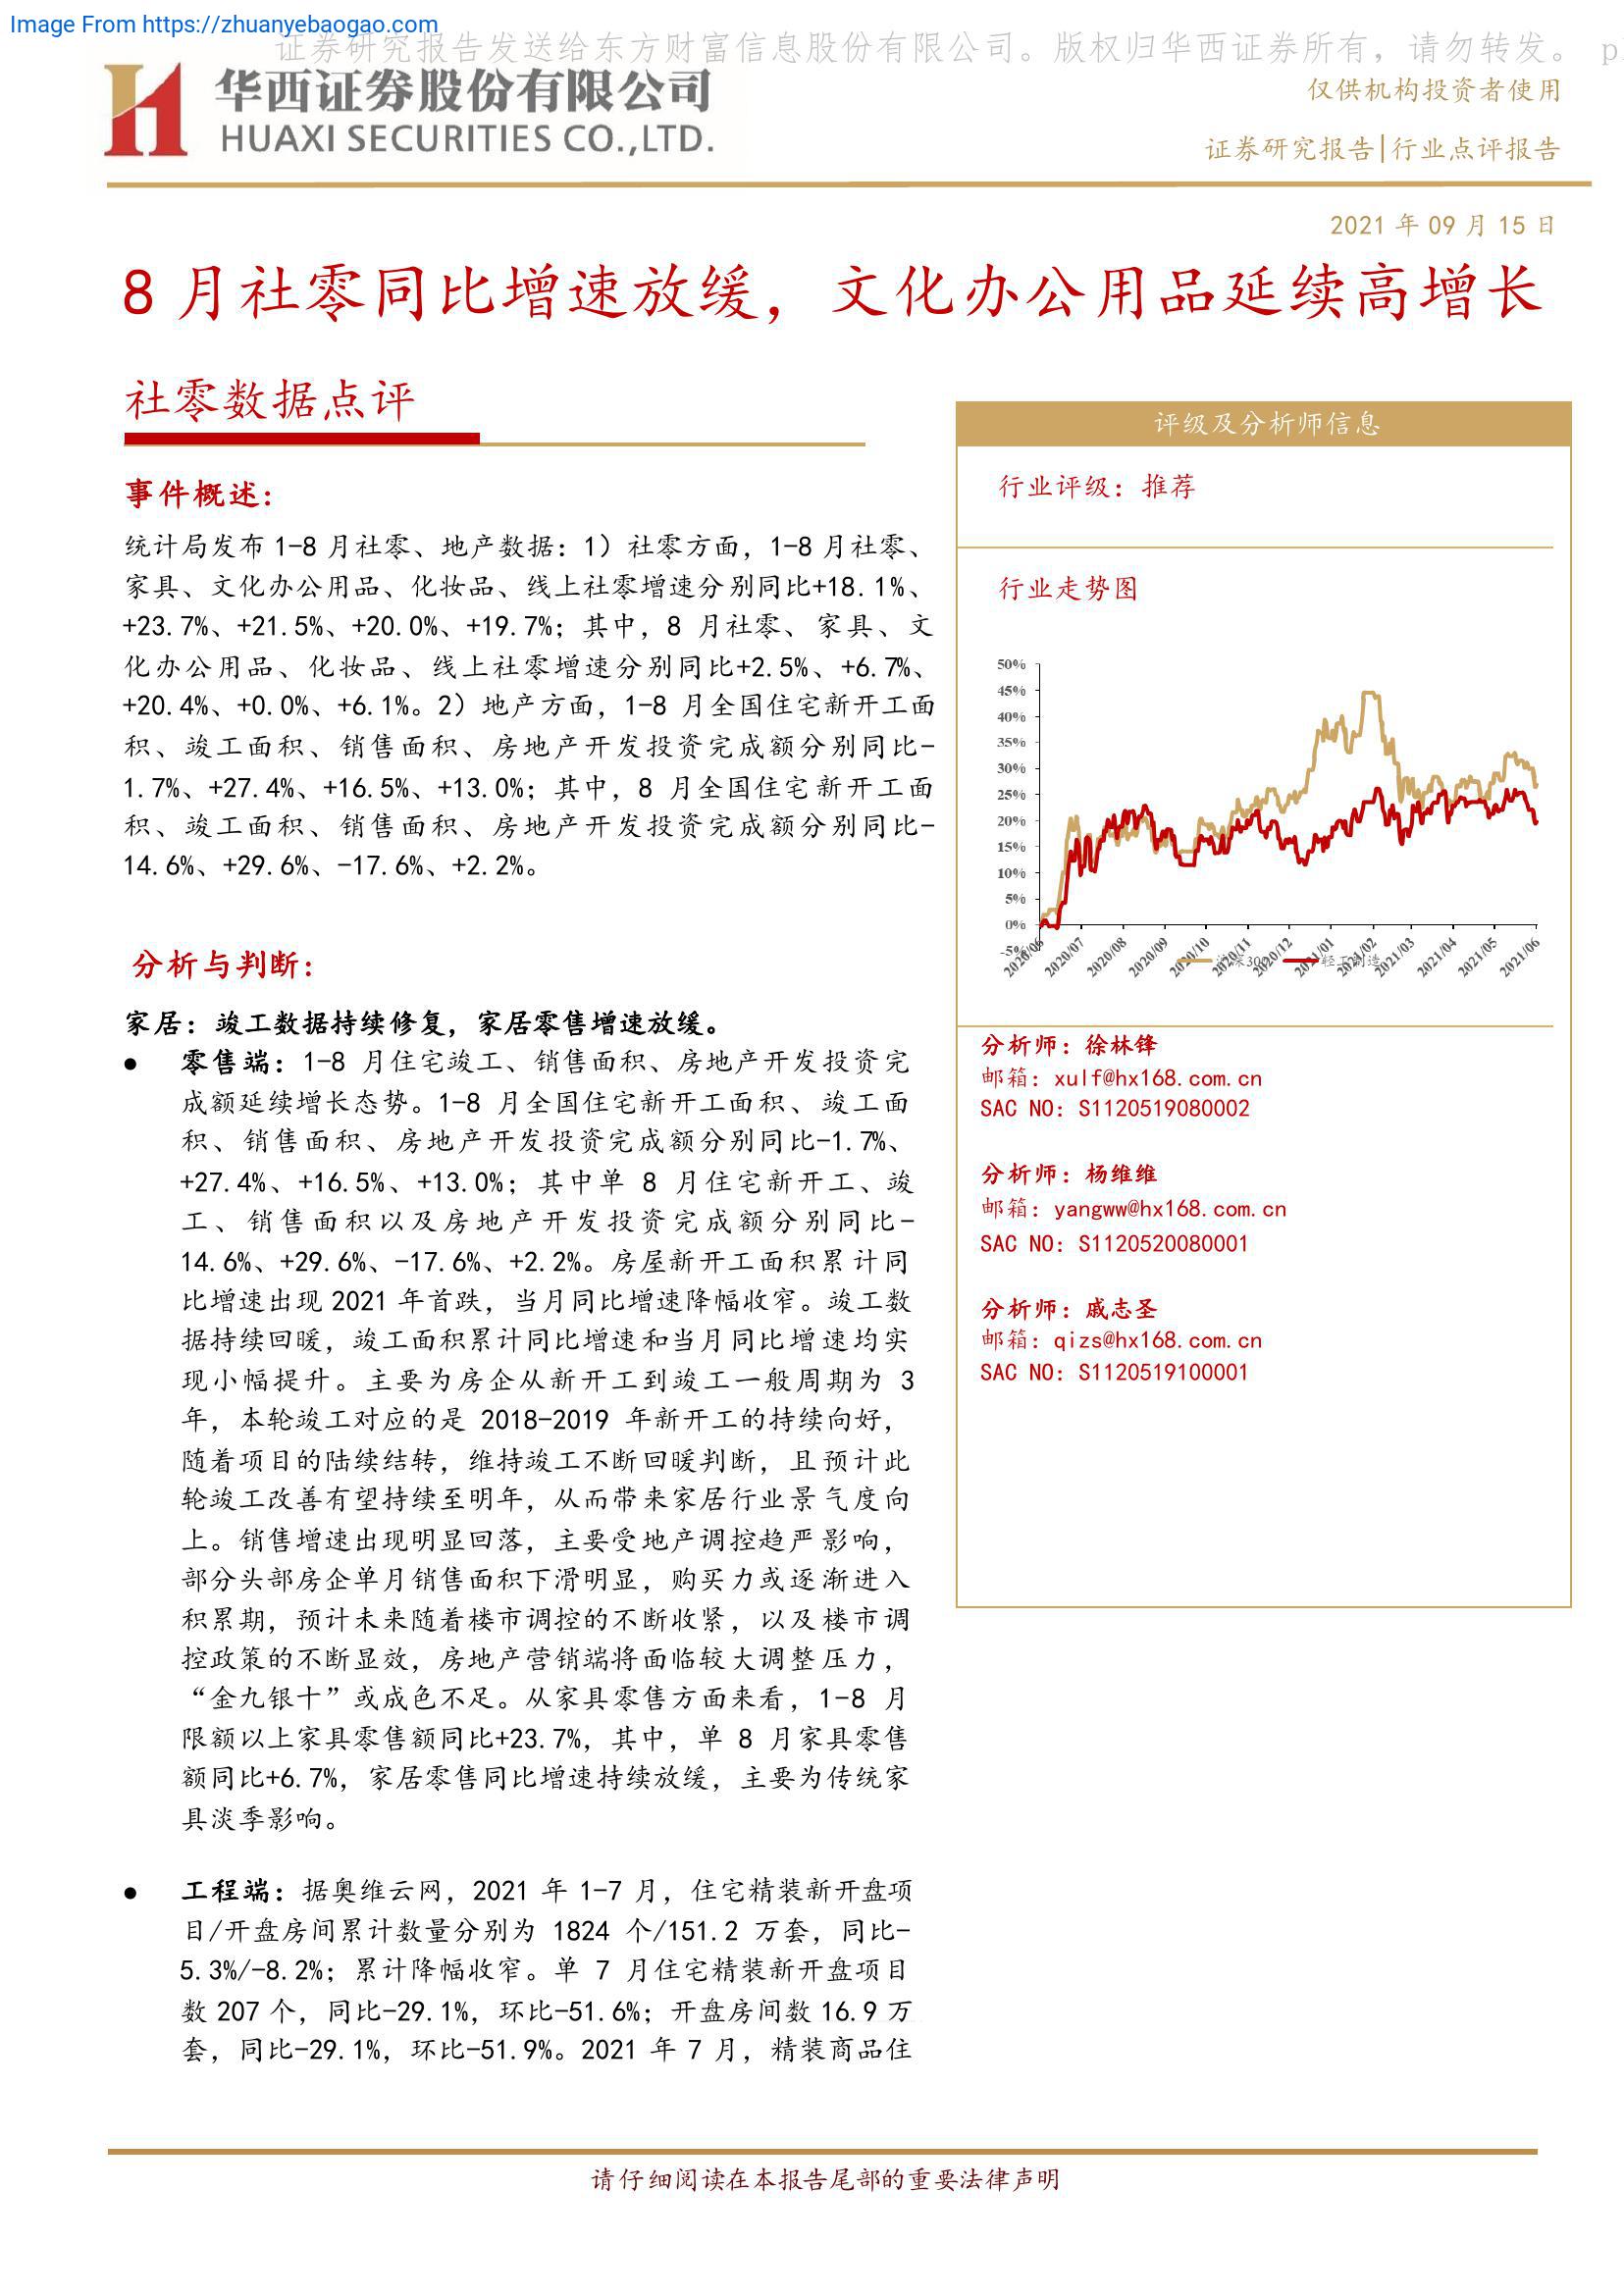 Image From https://zhuanyebaogao.com
证券研究报告发送给东方财富信息股份有限公司。版权归华西证券所有，请勿转发。 p
华西证券股份有限公司
HUAXI SECURITIES CO.,LTD.
仅供机构投资者使用
证券研究报告|行业点评报告
2021 年 09 月 15 日
8 月社零同比增速放缓，文化办公用品延续高增长
社零数据点评
事件概述：
统计局发布 1-8 月社零、地产数据：1）社零方面，1-8 月社零、
家具、文化办公用品、化妆品、线上社零增速分别同比+18.1%、
+23.7%、+21.5%、+20.0%、+19.7%；其中，8 月社零、家具、文
化办公用品、化妆品、线上社零增速分别同比+2.5%、+6.7%、
+20.4%、+0.0%、+6.1%。2）地产方面，1-8 月全国住宅新开工面
积、竣工面积、销售面积、房地产开发投资完成额分别同比-
1.7%、+27.4%、+16.5%、+13.0%；其中，8 月全国住宅新开工面
积、竣工面积、销售面积、房地产开发投资完成额分别同比-
14.6%、+29.6%、-17.6%、+2.2%。
分析与判断：
家居：竣工数据持续修复，家居零售增速放缓。
● 零售端：1-8 月住宅竣工、销售面积、房地产开发投资完
成额延续增长态势。1-8 月全国住宅新开工面积、竣工面
积、销售面积、房地产开发投资完成额分别同比-1.7%、
+27.4%、+16.5%、+13.0%；其中单 8 月住宅新开工、竣
工、销售面积以及房地产开发投资完成额分别同比-
14.6%、+29.6%、-17.6%、+2.2%。房屋新开工面积累计同
比增速出现 2021 年首跌，当月同比增速降幅收窄。竣工数
据持续回暖，竣工面积累计同比增速和当月同比增速均实
现小幅提升。主要为房企从新开工到竣工一般周期为 3
年，本轮竣工对应的是 2018-2019 年新开工的持续向好，
随着项目的陆续结转，维持竣工不断回暖判断，且预计此
轮竣工改善有望持续至明年，从而带来家居行业景气度向
上。销售增速出现明显回落，主要受地产调控趋严影响，
部分头部房企单月销售面积下滑明显，购买力或逐渐进入
积累期，预计未来随着楼市调控的不断收紧，以及楼市调
控政策的不断显效，房地产营销端将面临较大调整压力，
“金九银十”或成色不足。从家具零售方面来看，1-8 月
限额以上家具零售额同比+23.7%，其中，单 8 月家具零售
额同比+6.7%，家居零售同比增速持续放缓，主要为传统家
具淡季影响。
● 工程端：据奥维云网，2021 年 1-7 月，住宅精装新开盘项
目/开盘房间累计数量分别为 1824 个/151.2 万套，同比-
5.3%/-8.2%；累计降幅收窄。单 7 月住宅精装新开盘项目
数 207 个，同比-29.1%，环比-51.6%；开盘房间数 16.9 万
套，同比-29.1%，环比-51.9%。2021 年 7 月，精装商品住
评级及分析师信息
行业评级：推荐
行业走势图
50%
45%
40%
35%
30%
25%
20%
15%
10%
5%
0%
-5%
2020/06 2020/07 2020/08 2020/09 2020/10 2020/11 2020/12 2021/01 2021/02 2021/03 2021/04 2021/05 2021/06
沪深300 轻工制造
分析师：徐林锋
邮箱：xulf@hx168.com.cn
SAC NO：S1120519080002
分析师：杨维维
邮箱：yangww@hx168.com.cn
SAC NO：S1120520080001
分析师：戚志圣
邮箱：qizs@hx168.com.cn
SAC NO：S1120519100001
请仔细阅读在本报告尾部的重要法律声明